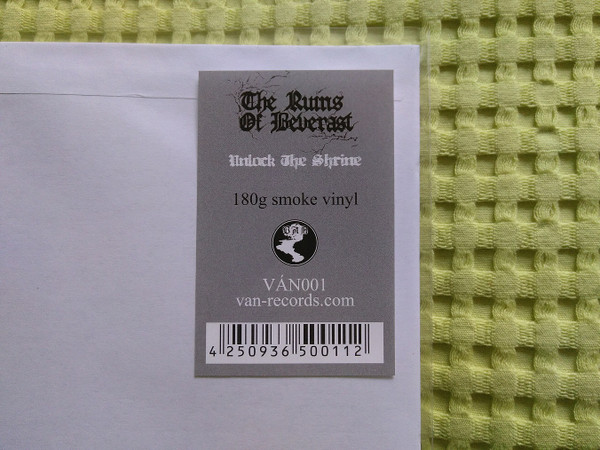 The Ruins
Of Beverast
Unlock The Shrine
180g smoke vinyl
VÁN001
van-records.com
4 250936 500112